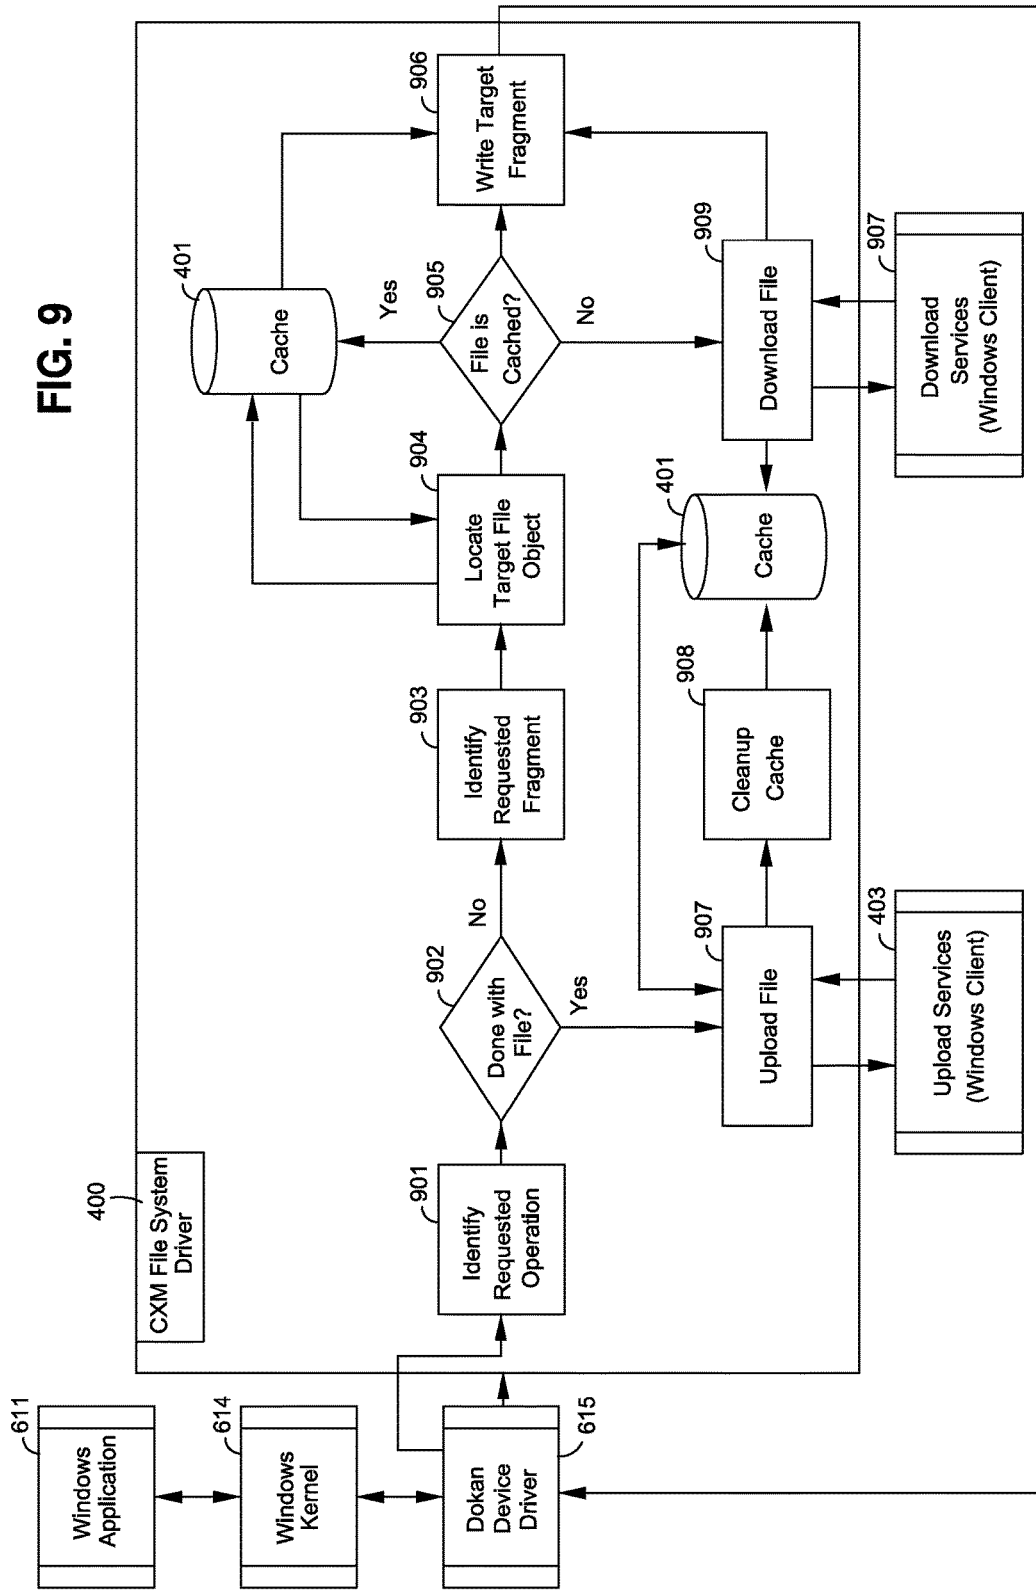 FIG. 9
611
Windows
Application
614
Windows
Kernel
615
Dokan
Device
Driver
400
CXM File System
Driver
901
Identify
Requested
Operation
902
Done with
File?
No
Yes
903
Identify
Requested
Fragment
904
Locate
Target File
Object
401
Cache
905
File is
Cached?
Yes
No
906
Write Target
Fragment
907
Upload File
908
Cleanup
Cache
401
Cache
909
Download File
403
Upload Services
(Windows Client)
907
Download
Services
(Windows Client)